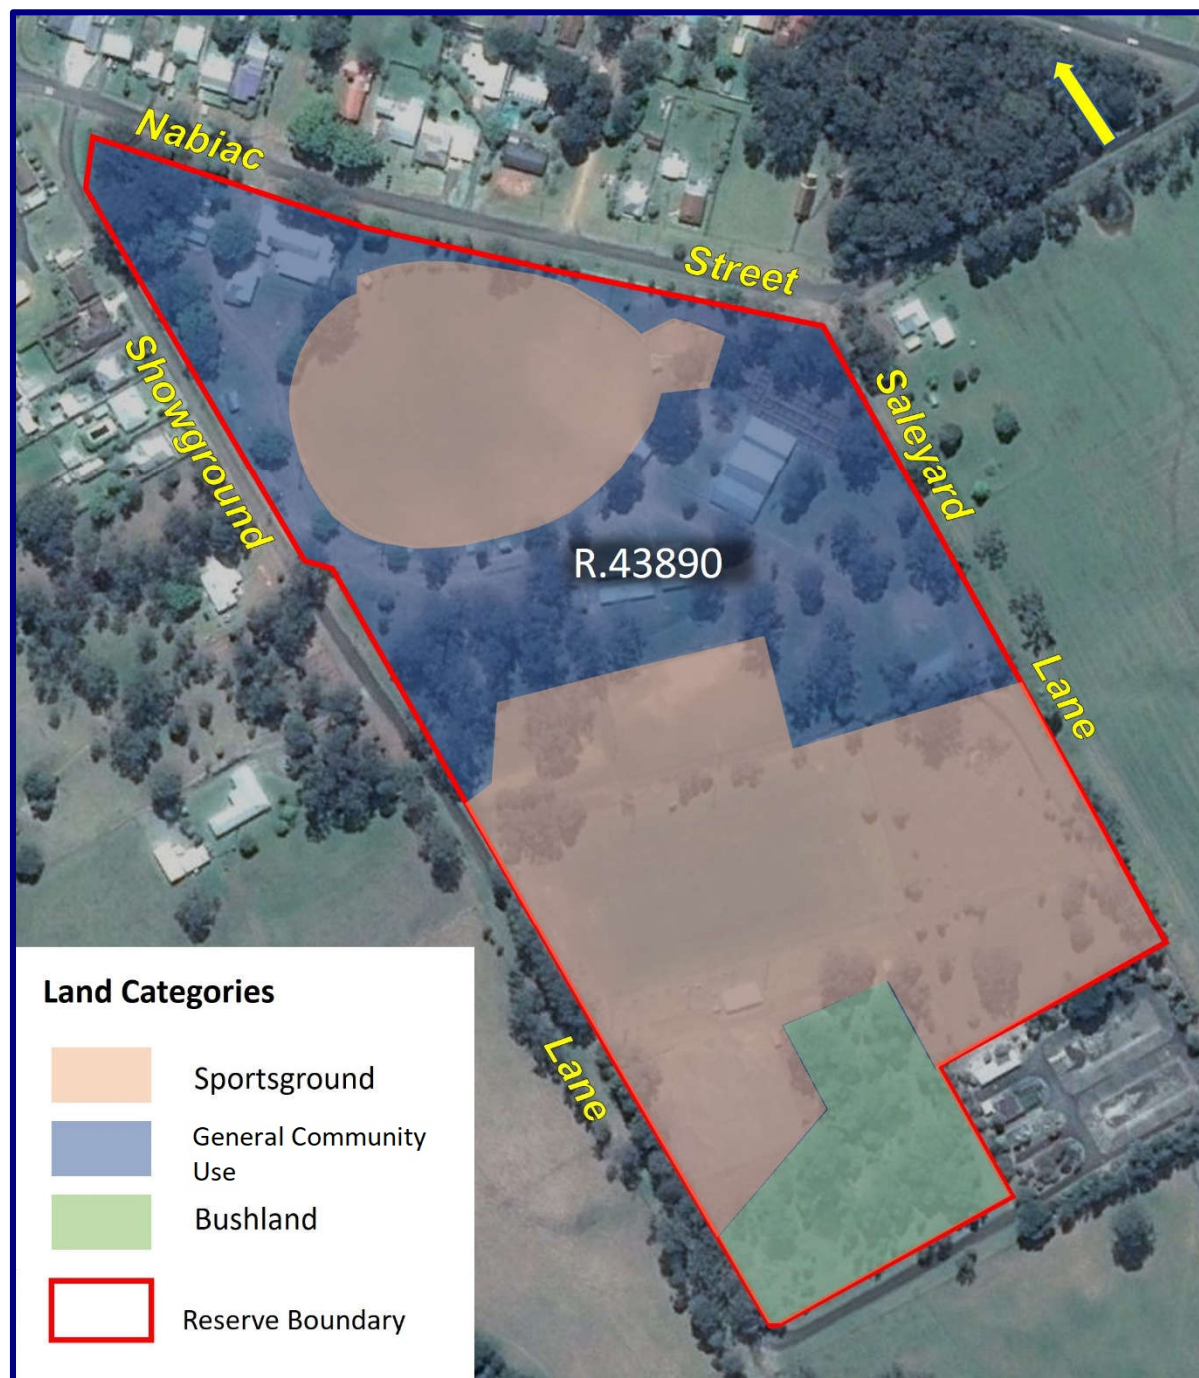 Nabiac
Street
Showground
Saleyard
R.43890
Lane
Lane
Land Categories
Sportsground
General Community
Use
Bushland
Reserve Boundary